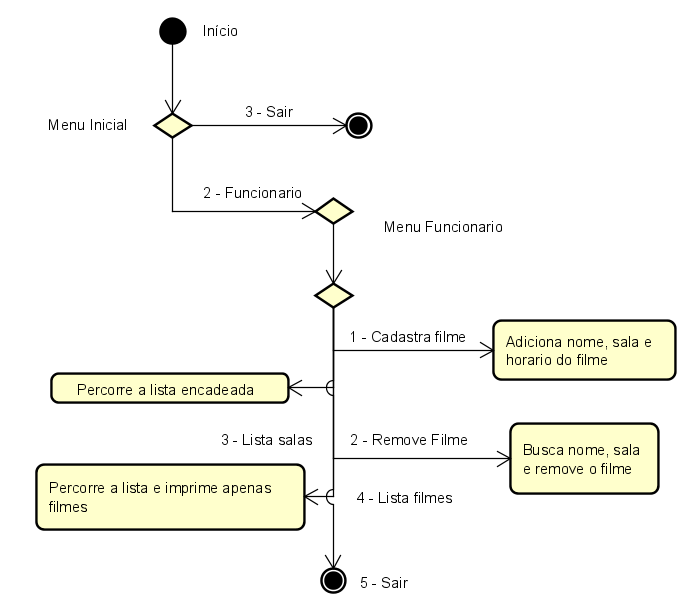 Início
3 - Sair
Menu Inicial
2 - Funcionario
Menu Funcionario
1 - Cadastra filme
Adiciona nome, sala e
horario do filme
Percorre a lista encadeada
3 - Lista salas
2 - Remove Filme
Busca nome, sala
e remove o filme
Percorre a lista e imprime apenas
filmes
4 - Lista filmes
5 - Sair